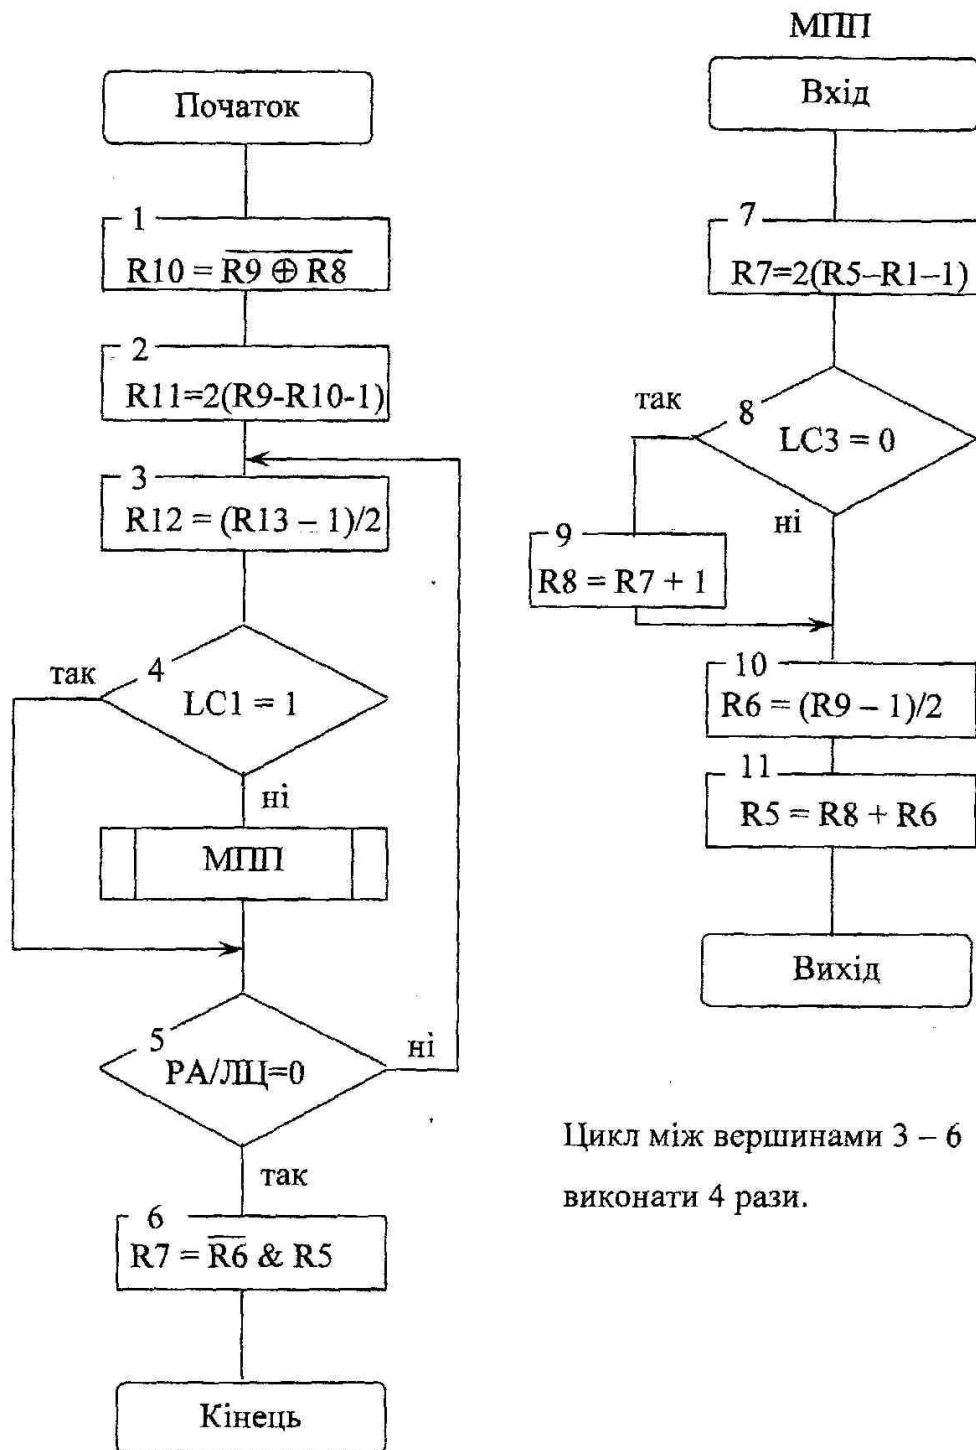 Початок
1
R10 = \overline{R9 ⊕ R8}
2
R11=2(R9-R10-1)
3
R12 = (R13 – 1)/2
4
так
LC1 = 1
ні
МПП
5
ні
РА/ЛЦ=0
так
6
R7 = \overline{R6} & R5
Кінець
МПП
Вхід
7
R7=2(R5–R1–1)
8
так
LC3 = 0
ні
9
R8 = R7 + 1
10
R6 = (R9 – 1)/2
11
R5 = R8 + R6
Вихід
Цикл між вершинами 3 – 6
виконати 4 рази.